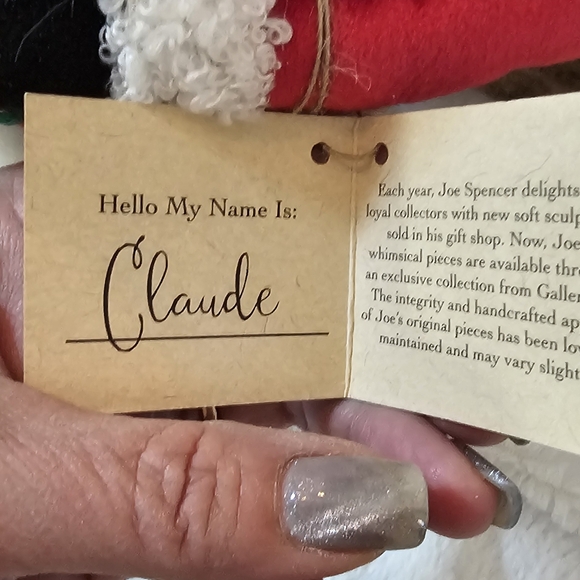 Hello My Name Is:
Claude
Each year, Joe Spencer delights
loyal collectors with new soft
sold in his gift shop. Now, Joe
whimsical pieces are available
an exclusive collection from
The integrity and handcrafted
of Joe's original pieces has been
maintained and may vary